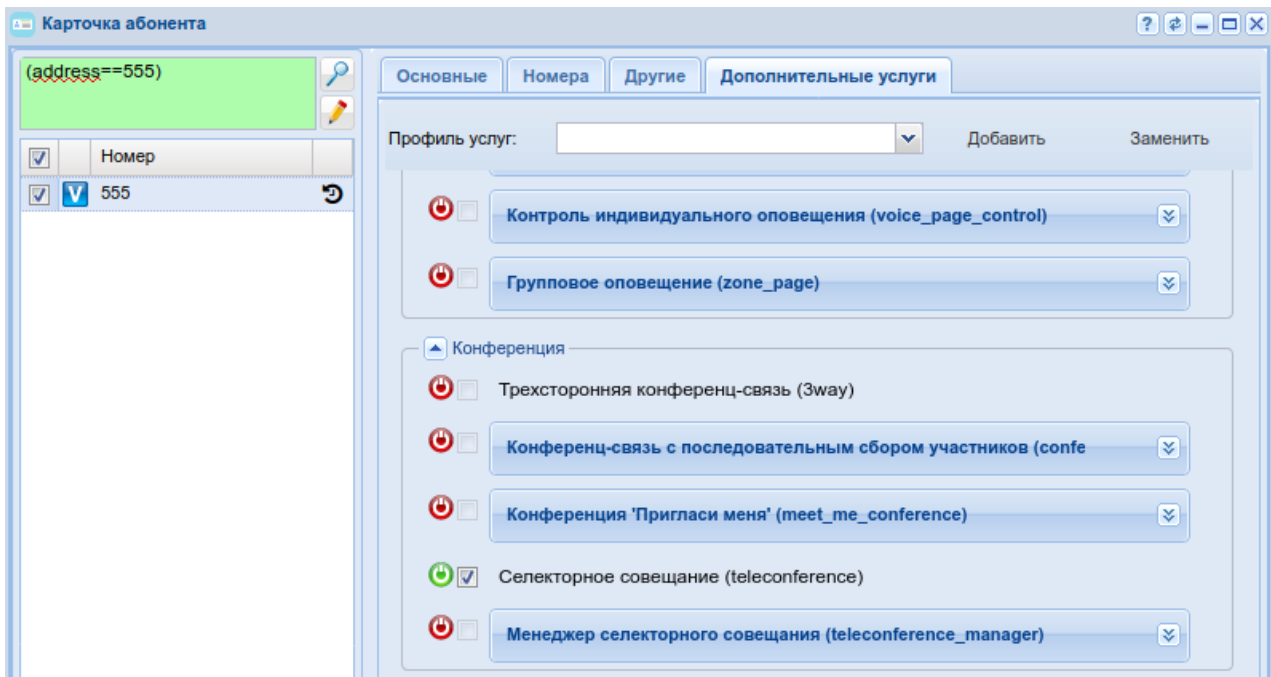 Карточка абонента
(address==555)
Номер
V 555
Основные Номера Другие Дополнительные услуги
Профиль услуг: Добавить Заменить
Контроль индивидуального оповещения (voice_page_control)
Групповое оповещение (zone_page)
Конференция
Трехсторонняя конференц-связь (3way)
Конференц-связь с последовательным сбором участников (confe
Конференция 'Пригласи меня' (meet_me_conference)
Селекторное совещание (teleconference)
Менеджер селекторного совещания (teleconference_manager)